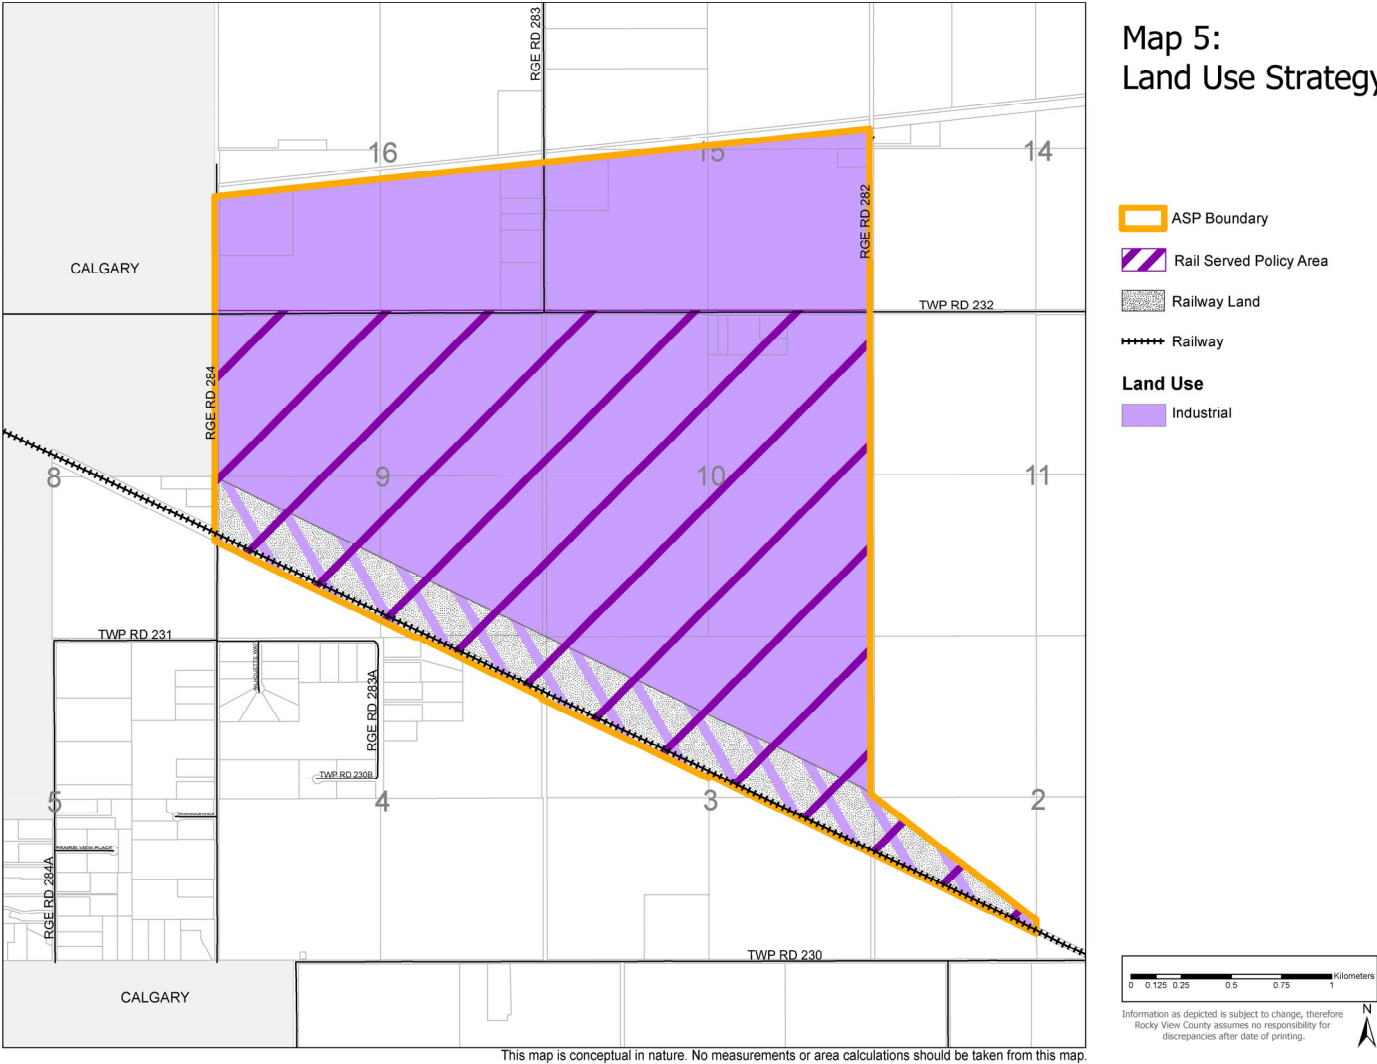 Map 5:
Land Use Strategy
RGE RD 283
16
15
14
RGE RD 282
CALGARY
ASP Boundary
Rail Served Policy Area
Railway Land
Railway
Land Use
Industrial
TWP RD 232
RGE RD 284
8
9
10
11
TWP RD 231
RGE RD 283A
TWP RD 230B
5
4
3
2
PRAIRIE VIEW PLACE
RGE RD 284A
TWP RD 230
CALGARY
Kilometers
0 0.125 0.25 0.5 0.75 1
Information as depicted is subject to change, therefore
Rocky View County assumes no responsibility for
discrepancies after date of printing.
N
This map is conceptual in nature. No measurements or area calculations should be taken from this map.